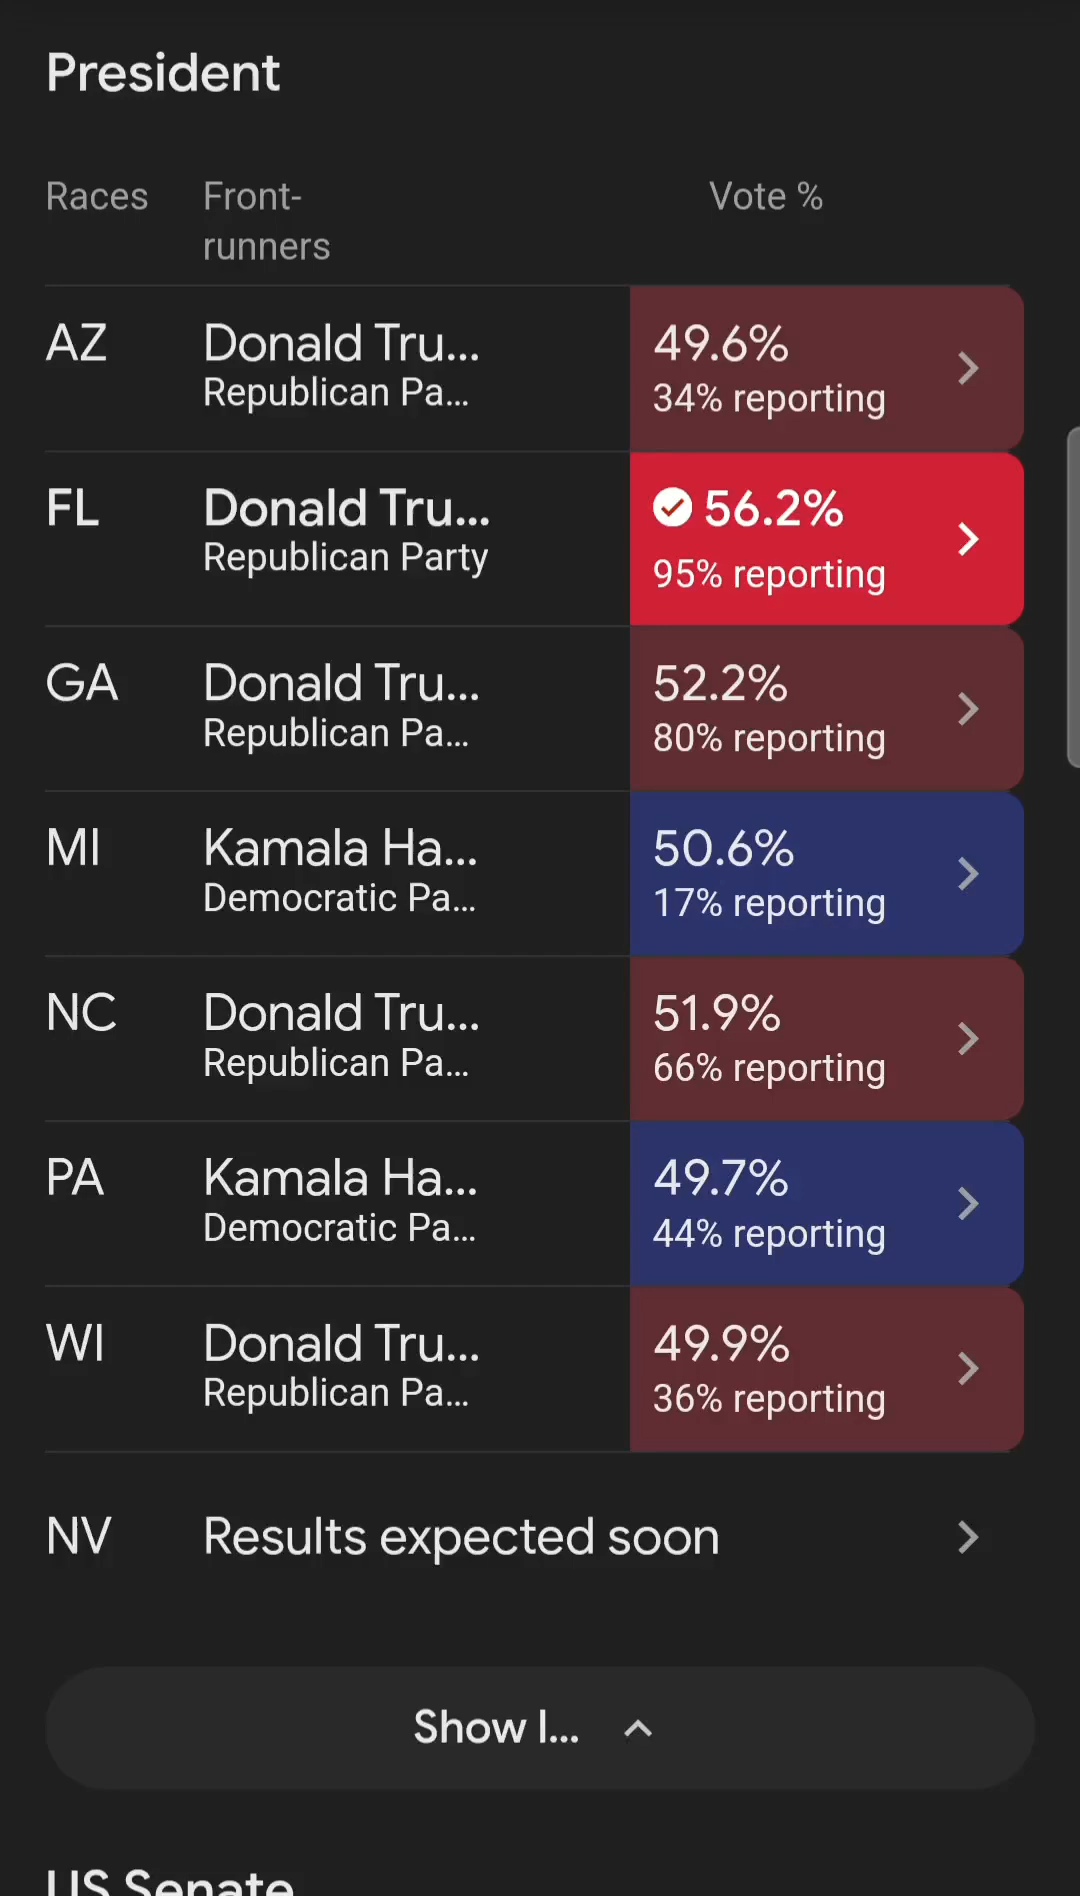 President
Races Front-runners Vote %
AZ Donald Tru... 49.6%
Republican Pa... 34% reporting
FL Donald Tru... 56.2%
Republican Party 95% reporting
GA Donald Tru... 52.2%
Republican Pa... 80% reporting
MI Kamala Ha... 50.6%
Democratic Pa... 17% reporting
NC Donald Tru... 51.9%
Republican Pa... 66% reporting
PA Kamala Ha... 49.7%
Democratic Pa... 44% reporting
WI Donald Tru... 49.9%
Republican Pa... 36% reporting
NV Results expected soon
Show l...
US Senate